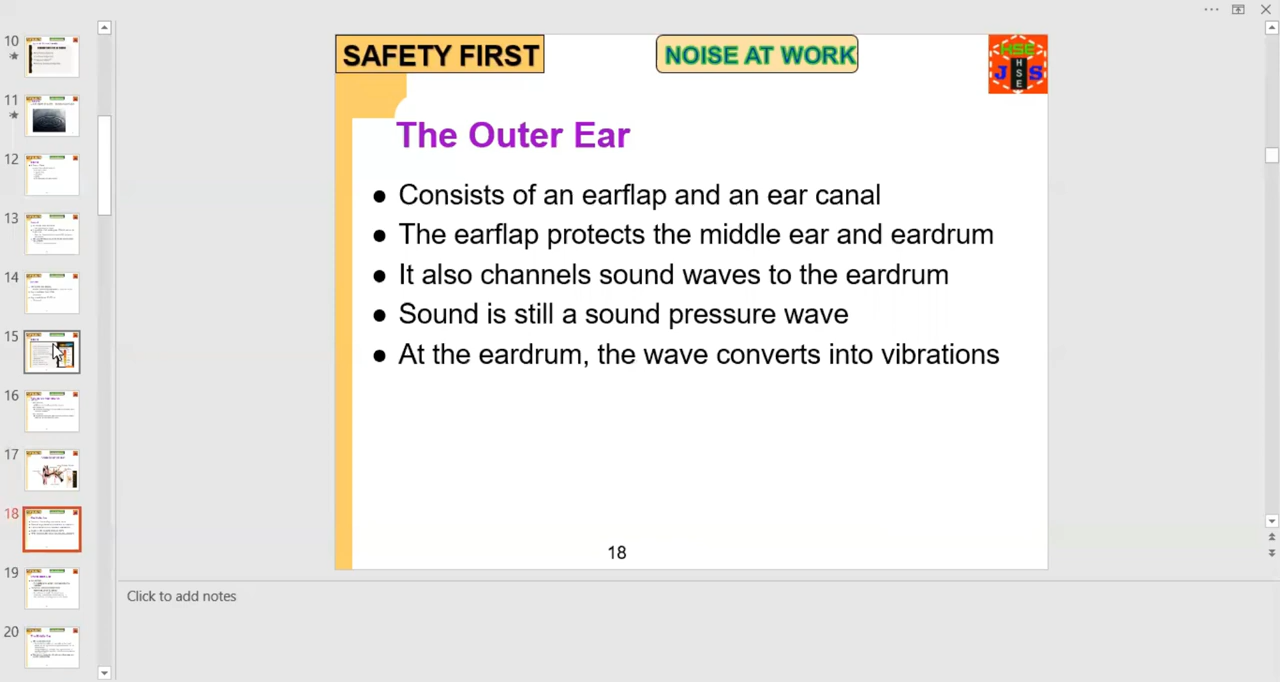 10
11
12
13
14
15
16
17
18
19
20
SAFETY FIRST
NOISE AT WORK
HSE
J HSE S
The Outer Ear
● Consists of an earflap and an ear canal
● The earflap protects the middle ear and eardrum
● It also channels sound waves to the eardrum
● Sound is still a sound pressure wave
● At the eardrum, the wave converts into vibrations
18
Click to add notes